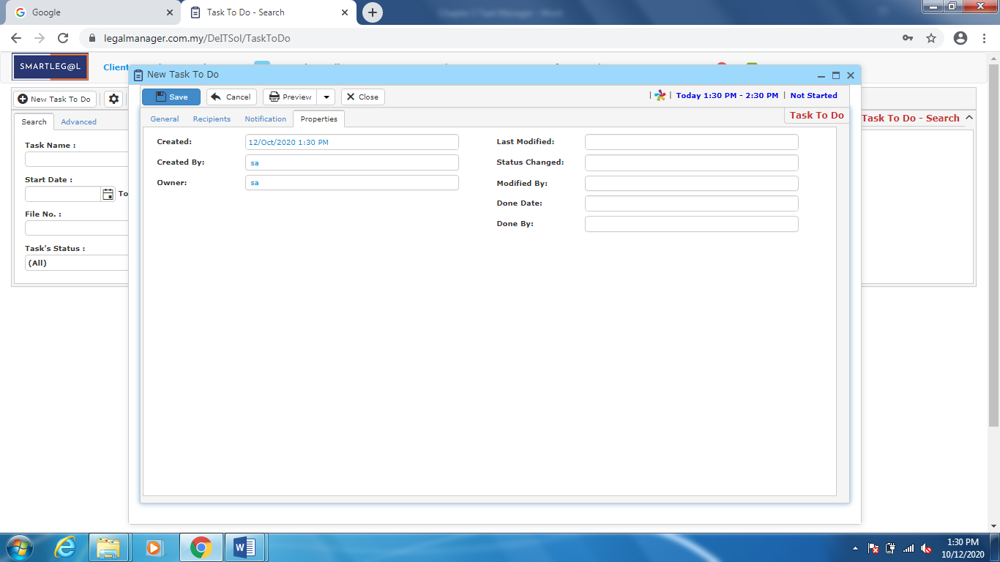 Google
Task To Do - Search
legalmanager.com.my/DeITSol/TaskToDo
SMARTLEG@L
Client
New Task To Do
Save
Cancel
Preview
Close
| | Today 1:30 PM - 2:30 PM | Not Started
New Task To Do
General
Recipients
Notification
Properties
Task To Do
Task To Do - Search
Search
Advanced
Created:
12/Oct/2020 1:30 PM
Last Modified:
Task Name :
Created By:
sa
Status Changed:
Start Date :
Owner:
sa
Modified By:
To
Done Date:
File No. :
Done By:
Task's Status :
(All)
1:30 PM
10/12/2020